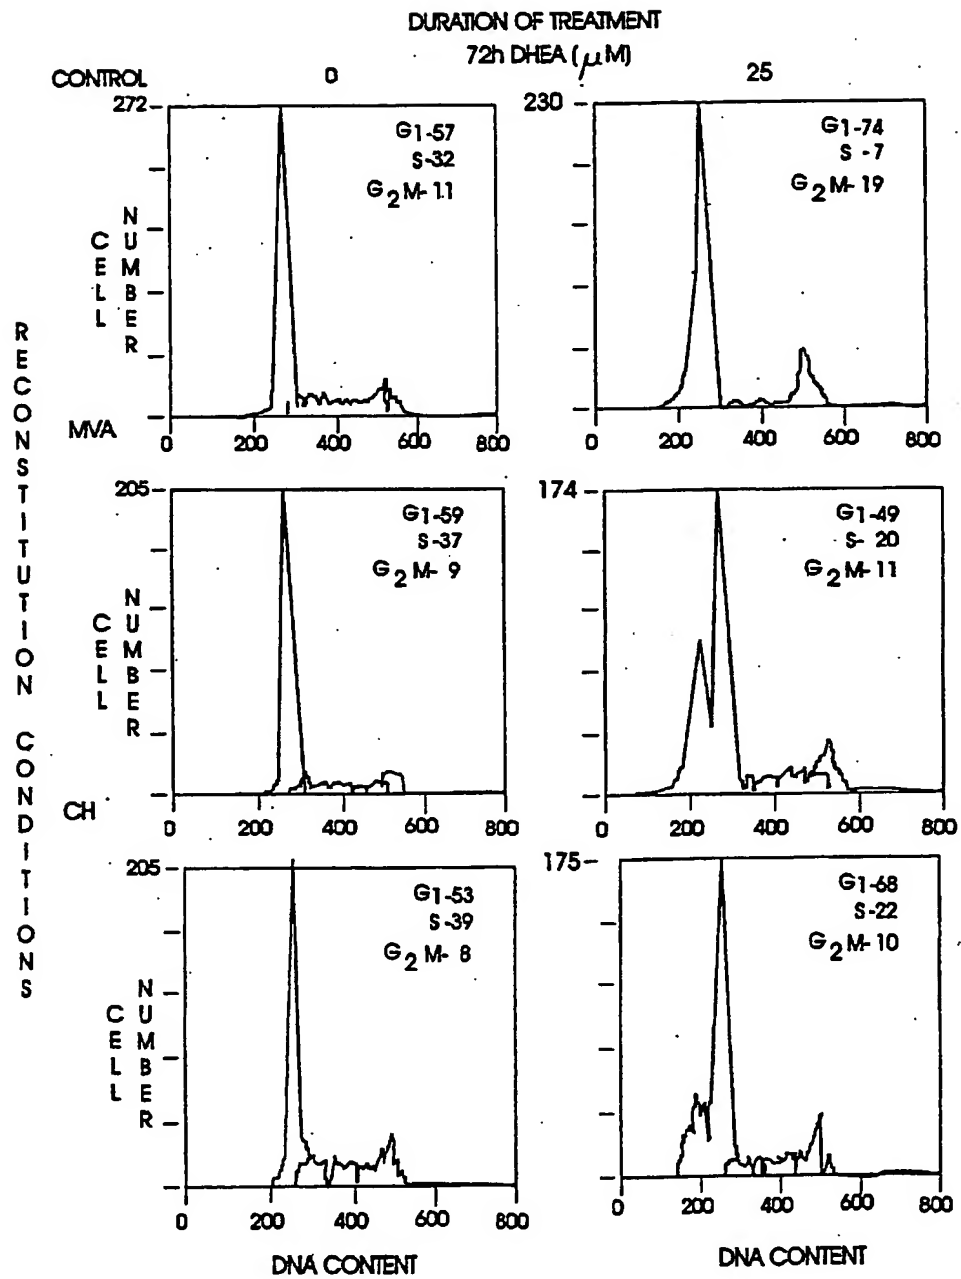 DURATION OF TREATMENT
72h DHEA (μM)
CONTROL
0
25
RECONSTITUTION CONDITIONS
272
G1-57
S-32
G2M-11
CELL NUMBER
0 200 400 600 800
230
G1-74
S -7
G2M-19
0 200 400 600 800
MVA
205
G1-59
S-37
G2M- 9
CELL NUMBER
0 200 400 600 800
174
G1-49
S- 20
G2M-11
0 200 400 600 800
CH
205
G1-53
S-39
G2M- 8
CELL NUMBER
0 200 400 600 800
DNA CONTENT
175
G1-68
S-22
G2M-10
0 200 400 600 800
DNA CONTENT